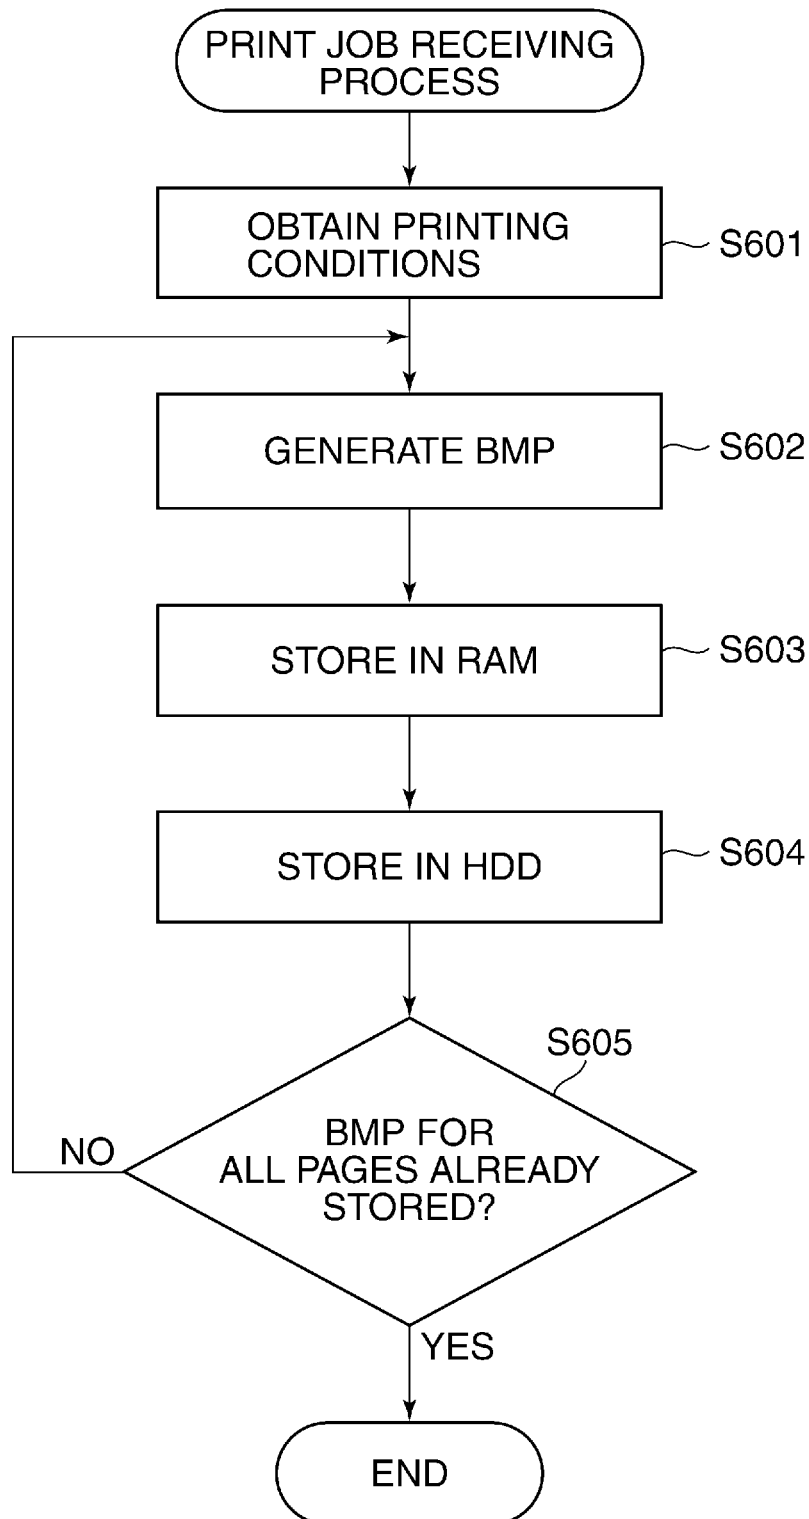 PRINT JOB RECEIVING
PROCESS
OBTAIN PRINTING
CONDITIONS
S601
GENERATE BMP
S602
STORE IN RAM
S603
STORE IN HDD
S604
S605
BMP FOR
ALL PAGES ALREADY
STORED?
NO
YES
END